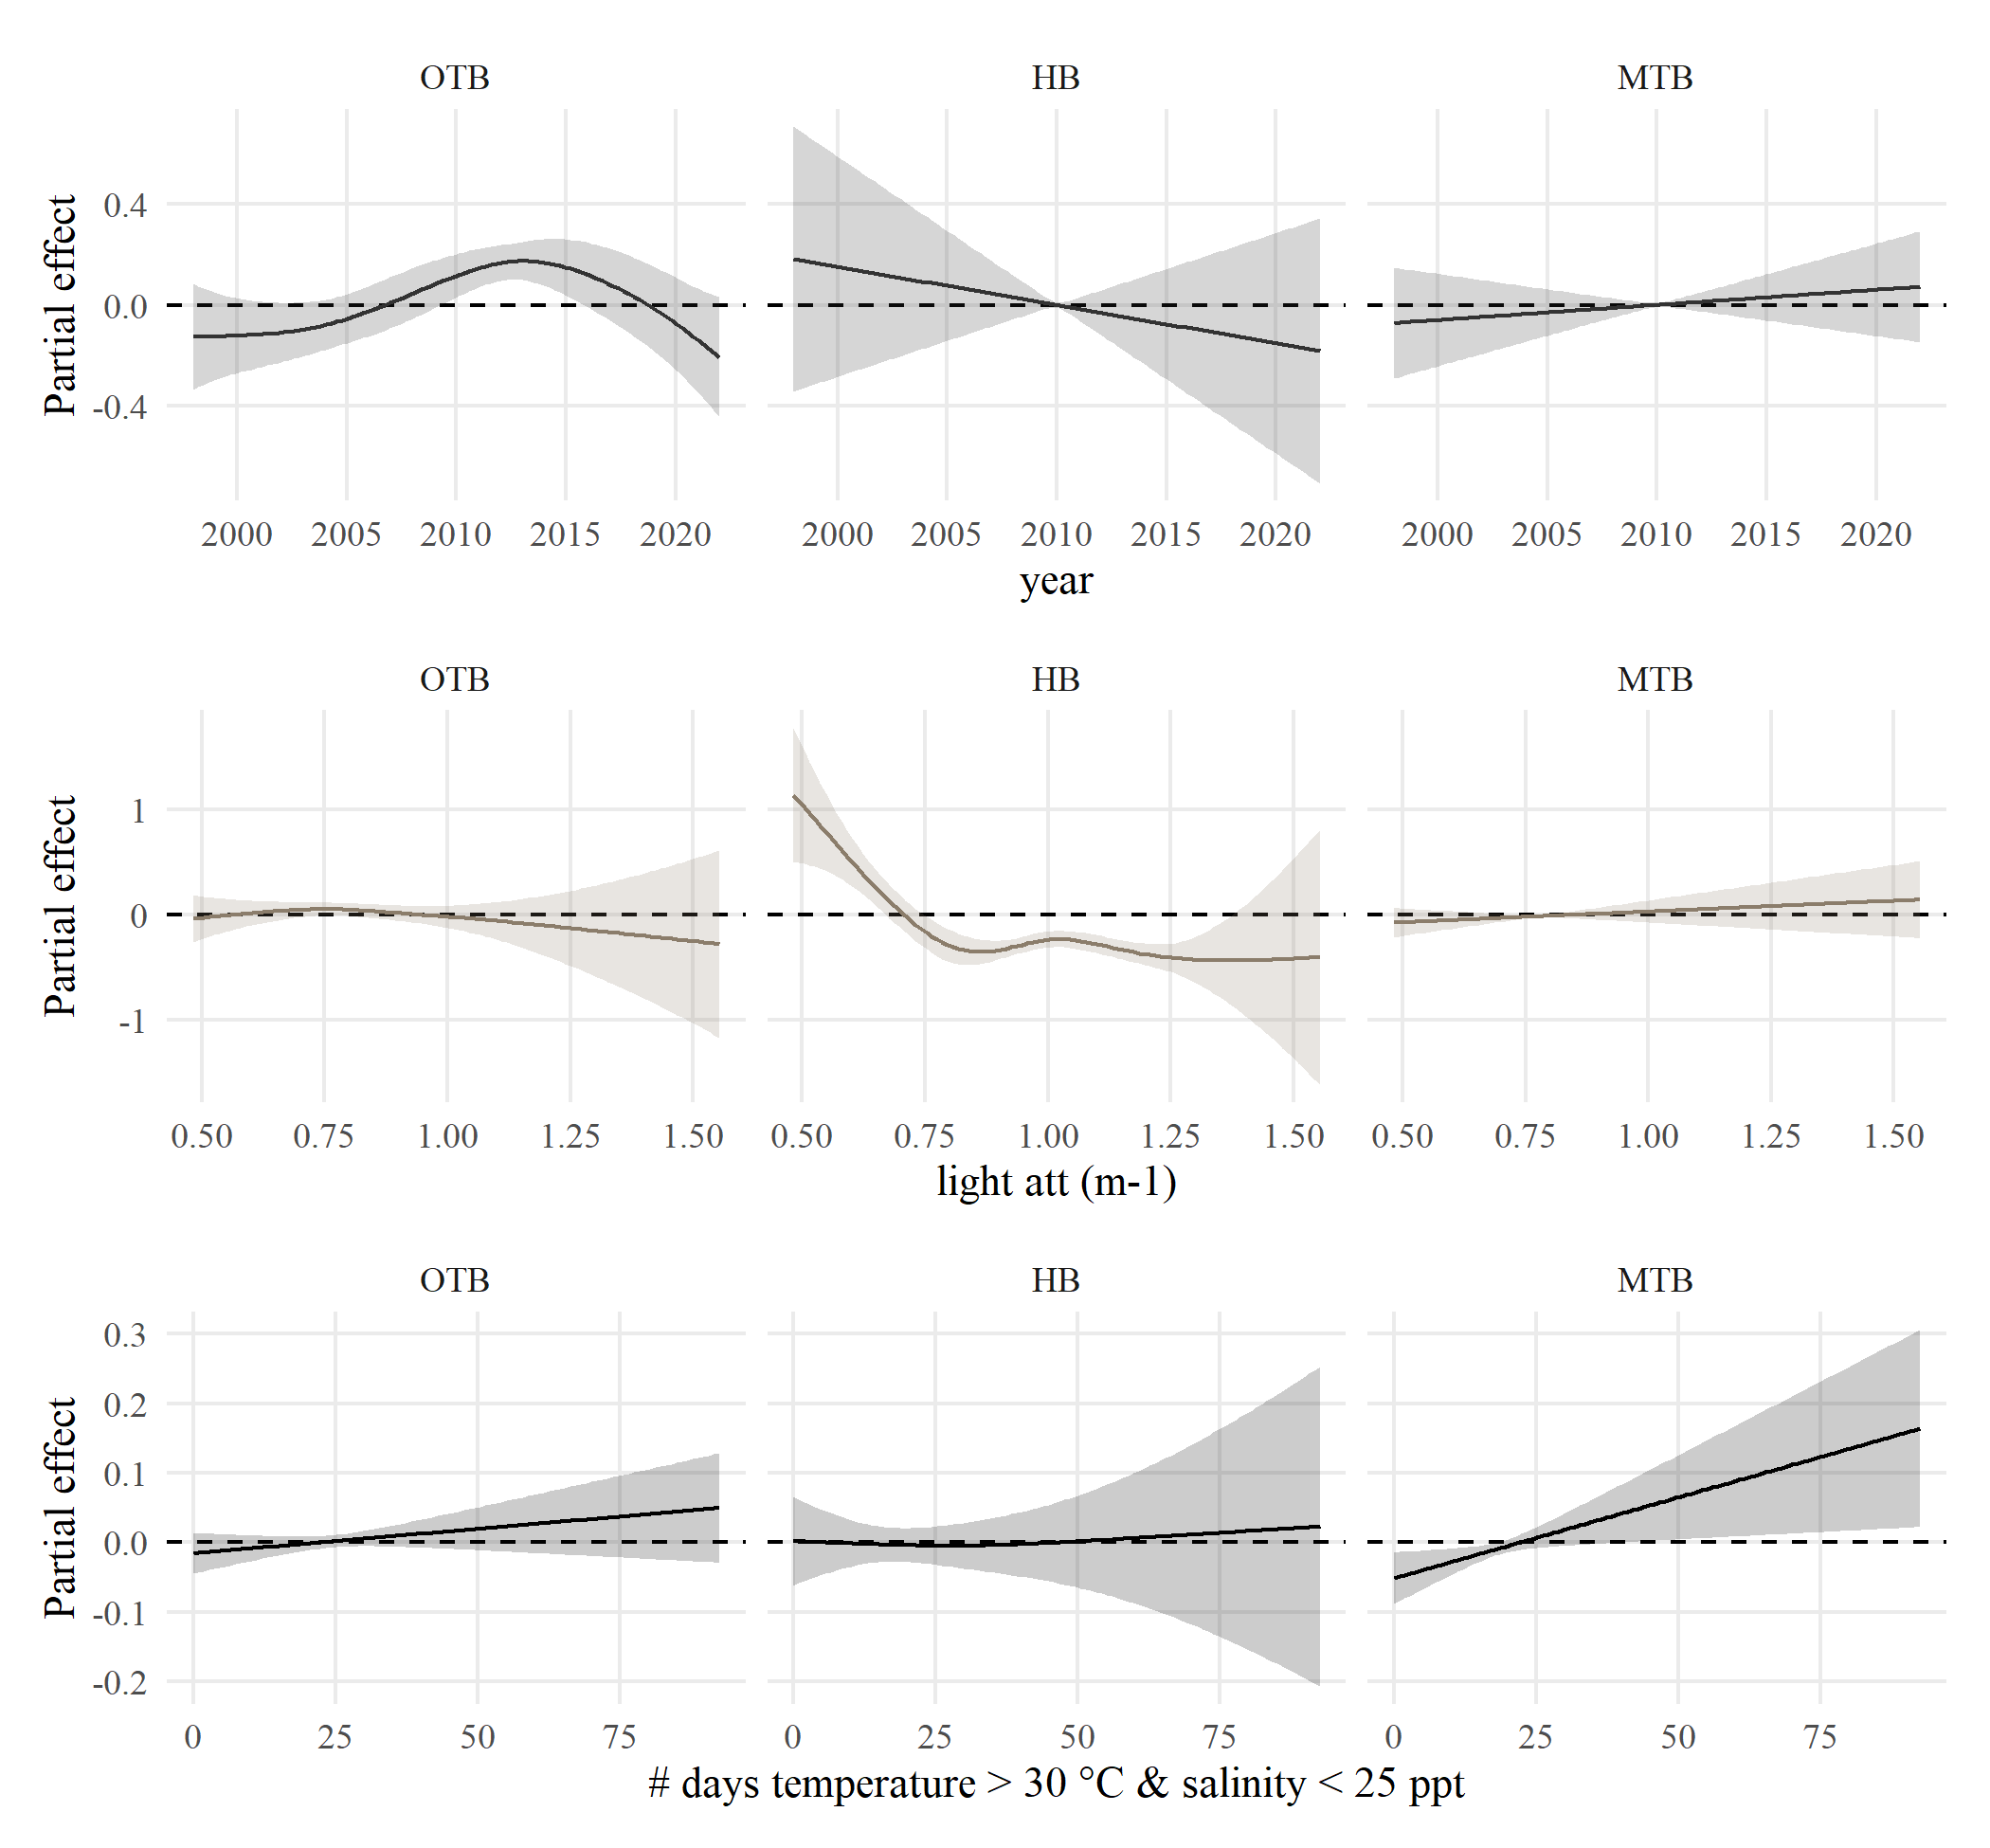 OTB HB MTB
Partial effect
0.4
0.0
-0.4
2000 2005 2010 2015 2020 2000 2005 2010 2015 2020 2000 2005 2010 2015 2020
year
OTB HB MTB
Partial effect
1
0
-1
0.50 0.75 1.00 1.25 1.50 0.50 0.75 1.00 1.25 1.50 0.50 0.75 1.00 1.25 1.50
light att (m-1)
OTB HB MTB
Partial effect
0.3
0.2
0.1
0.0
-0.1
-0.2
0 25 50 75 0 25 50 75 0 25 50 75
# days temperature > 30 °C & salinity < 25 ppt